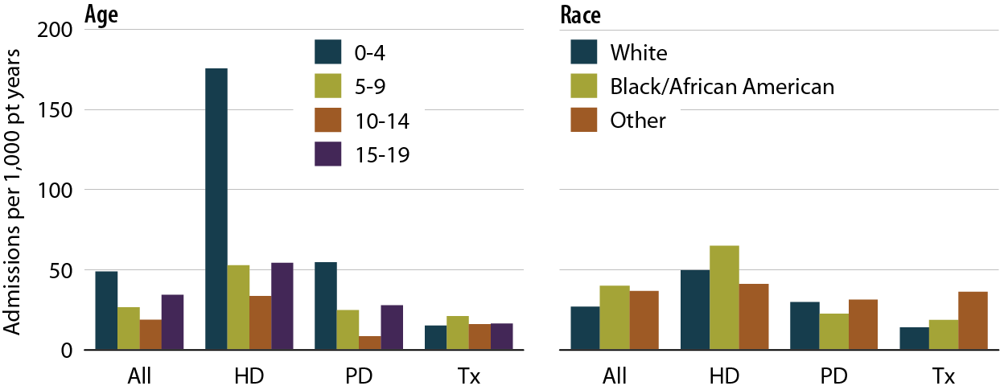 Age
Admissions per 1,000 pt years
200
150
100
50
0
0-4
5-9
10-14
15-19
All
HD
PD
Tx
Race
White
Black/African American
Other
All
HD
PD
Tx